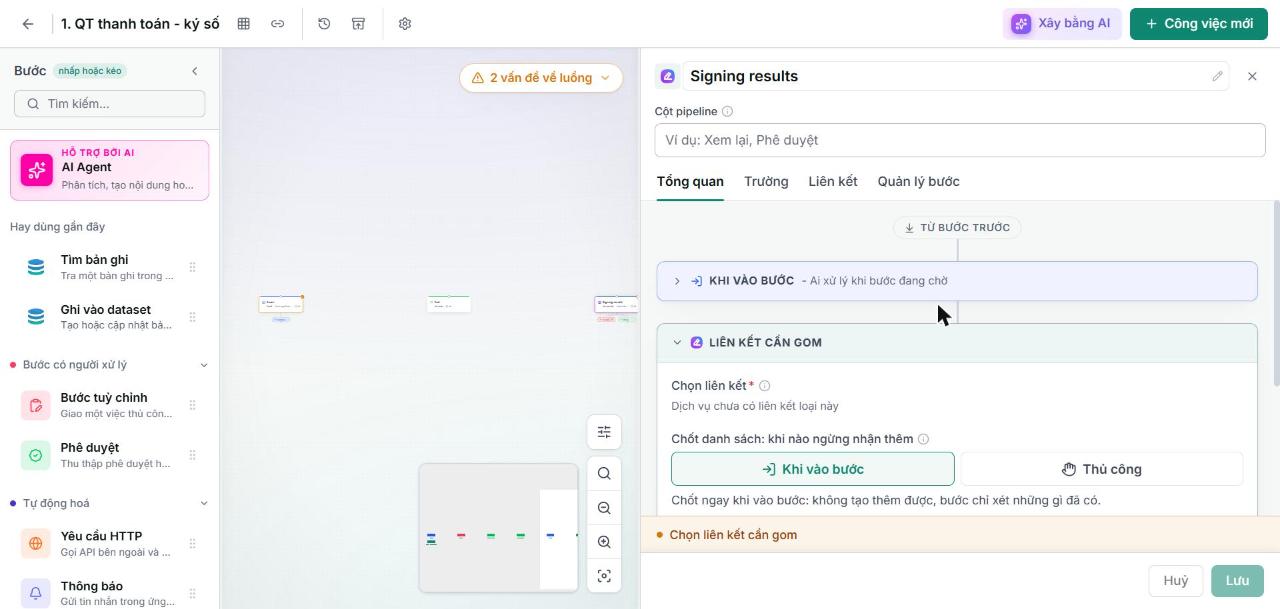 1. QT thanh toán - ký số
Xây bằng AI
Công việc mới
Bước
nhấp hoặc kéo
Tìm kiếm...
HỖ TRỢ BỞI AI
AI Agent
Phân tích, tạo nội dung ho...
Hay dùng gần đây
Tìm bản ghi
Tra một bản ghi trong ...
Ghi vào dataset
Tạo hoặc cập nhật bả...
Bước có người xử lý
Bước tuỳ chỉnh
Giao một việc thủ côn...
Phê duyệt
Thu thập phê duyệt h...
Tự động hoá
Yêu cầu HTTP
Gọi API bên ngoài và ...
Thông báo
Gửi tin nhắn trong ứng...
2 vấn đề về luồng
Signing results
Cột pipeline
Ví dụ: Xem lại, Phê duyệt
Tổng quan
Trường
Liên kết
Quản lý bước
TỪ BƯỚC TRƯỚC
KHI VÀO BƯỚC - Ai xử lý khi bước đang chờ
LIÊN KẾT CẦN GOM
Chọn liên kết*
Dịch vụ chưa có liên kết loại này
Chốt danh sách: khi nào ngừng nhận thêm
Khi vào bước
Thủ công
Chốt ngay khi vào bước: không tạo thêm được, bước chỉ xét những gì đã có.
Chọn liên kết cần gom
Huỷ
Lưu